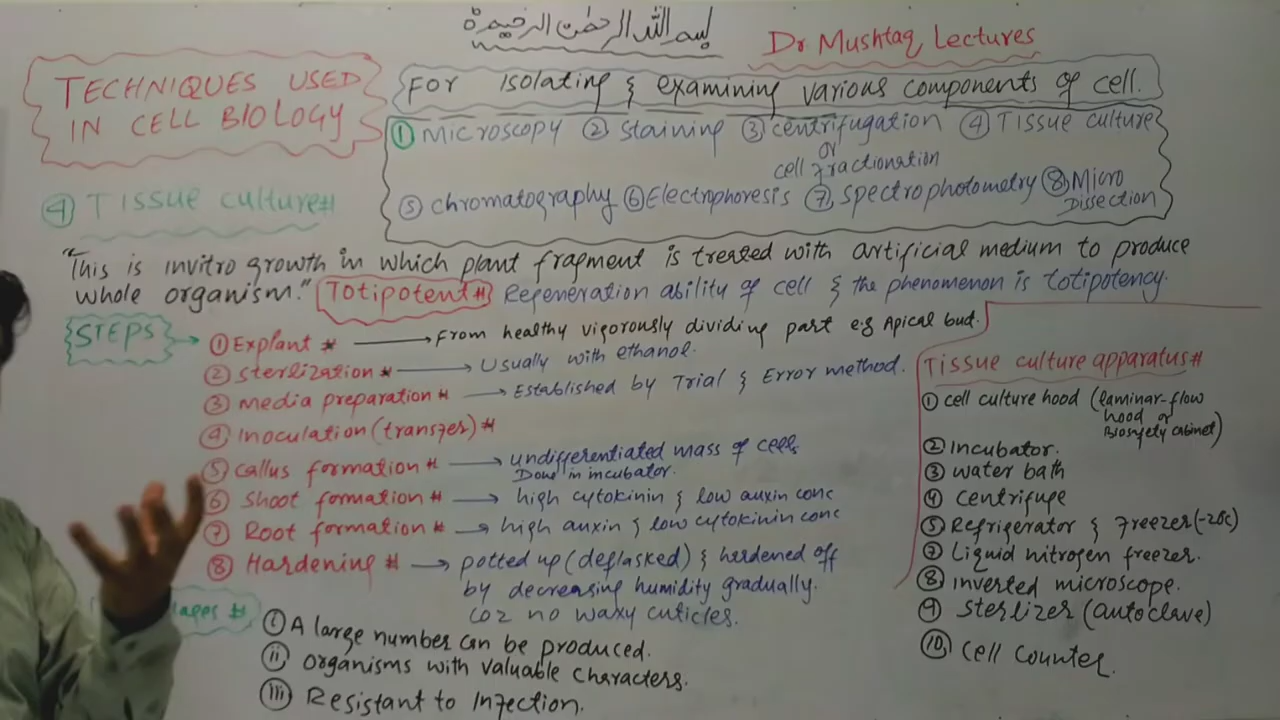 بسم اللہ الرحمٰن الرحیم
Dr Mushtaq Lectures
TECHNIQUES USED
IN CELL BIOLOGY
FOR isolating & examining various components of cell.
① Microscopy ② Staining ③ centrifugation ④ Tissue culture
or
cell fractionation
⑤ chromatography ⑥ Electrophoresis ⑦ spectrophotometry ⑧ Micro
Dissection
④ Tissue culture#
"This is invitro growth in which plant fragment is treated with artificial medium to produce
whole organism." Totipotent# Regeneration ability of cell & the phenomenon is totipotency.
STEPS →
① Explant # → From healthy vigorously dividing part e.g Apical bud.
② Sterlization # → Usually with ethanol.
③ Media preparation # → Established by Trial & Error method.
④ Inoculation (transfer) #
⑤ Callus formation # → undifferentiated mass of cells
Done in incubator.
⑥ Shoot formation # → high cytokinin & low auxin conc
⑦ Root formation # → high auxin & low cytokinin conc
⑧ Hardening # → potted up (deflasked) & herdened off
by decreasing humidity gradually.
coz no waxy cuticles.
ages #
① A large number can be produced.
ii organisms with valuable characters.
iii Resistant to Infection.
Tissue culture apparatus#
① cell culture hood (laminar-flow
hood or
Biosafety cabinet)
② Incubator.
③ water bath
④ centrifuge
⑤ Refrigerator & Freezer (-20c)
⑦ Liquid nitrogen freezer.
⑧ inverted microscope.
⑨ Sterlizer (autoclave)
⑩ Cell Counter.